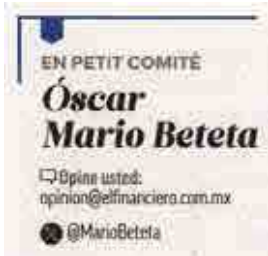 EN PETIT COMITÉ
Óscar
Mario Beteta
Opine usted:
opinion@elfinanciero.com.mx
@MarioBeteta